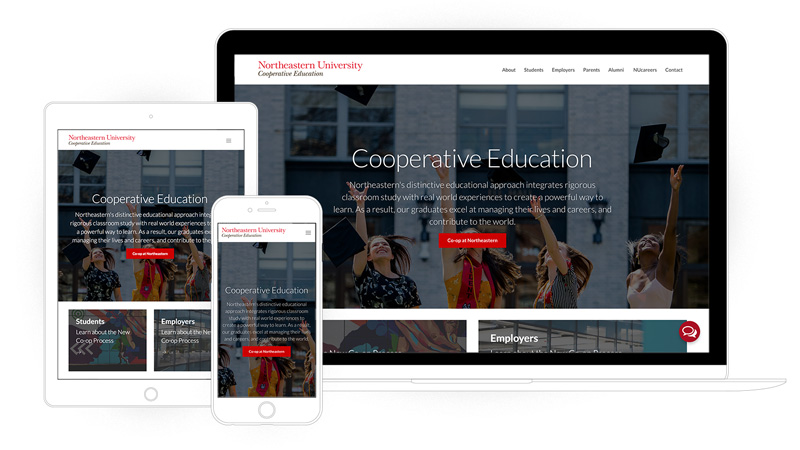 Northeastern University
Cooperative Education
About Students Employers Parents Alumni NUcareers Contact
Cooperative Education
Northeastern's distinctive educational approach integrates rigorous
classroom study with real world experiences to create a powerful way to
learn. As a result, our graduates excel at managing their lives and careers, and
contribute to the world.
Co-op at Northeastern
Employers
Northeastern University
Cooperative Education
Cooperative Education
Northeastern's distinctive educational approach
rigorous classroom study with real world experiences
a powerful way to learn. As a result, our graduates
managing their lives and careers, and contribute to the
Co-op at Northeastern
Students
Learn about the New
Co-op Process
Employers
Learn about the New
Co-op Process
Northeastern University
Cooperative Education
Cooperative Education
Northeastern's distinctive educational
approach integrates rigorous classroom
study with real world experiences to
create a powerful way to learn. As a result,
our graduates excel at managing their lives
and careers, and contribute to the world.
Co-op at Northeastern